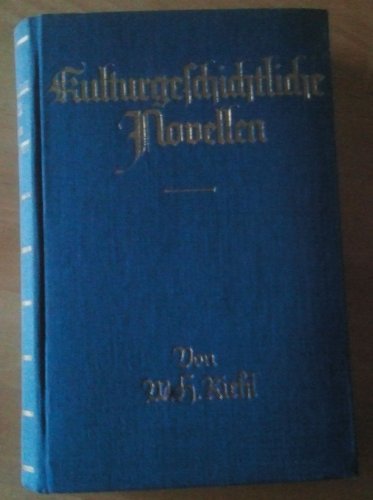 Kulturgeſchichtliche
Novellen
Von
W. H. Riehl